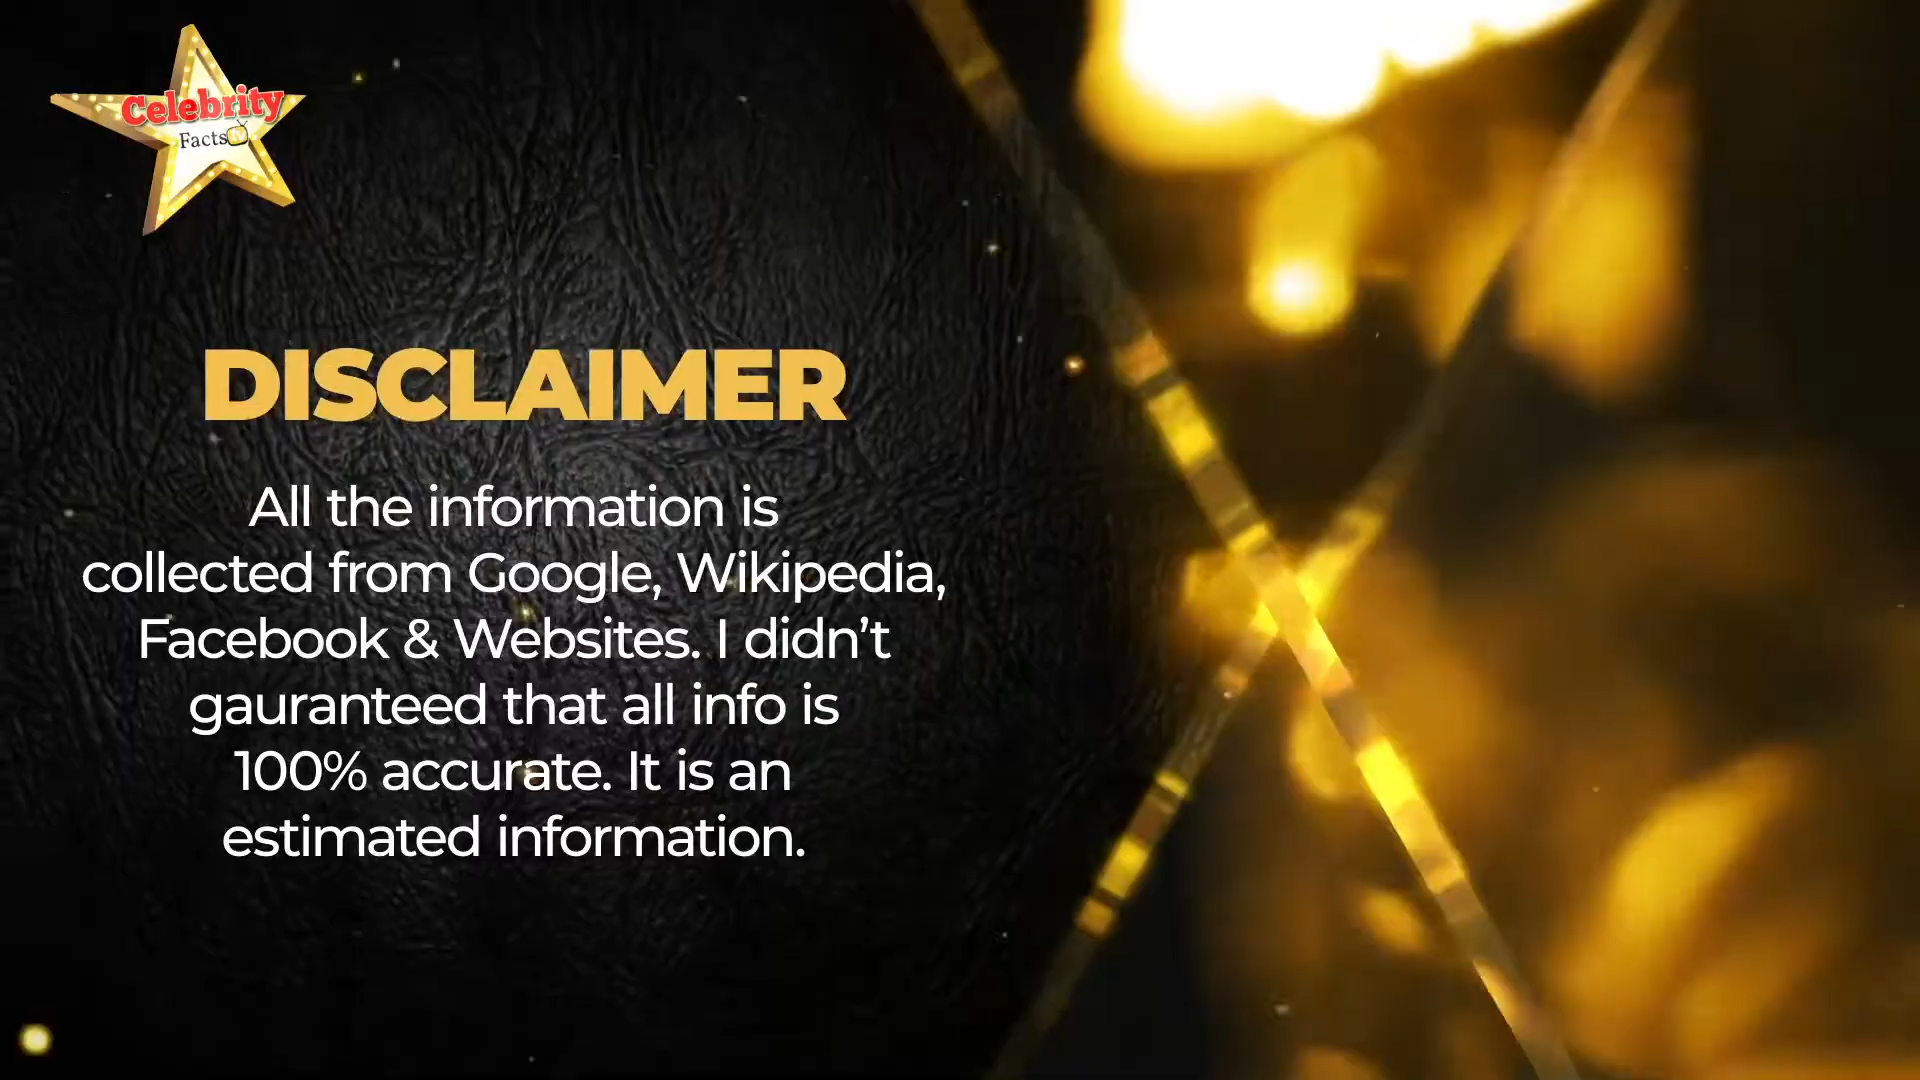 Celebrity
Facts tv
DISCLAIMER
All the information is
collected from Google, Wikipedia,
Facebook & Websites. I didn’t
gauranteed that all info is
100% accurate. It is an
estimated information.